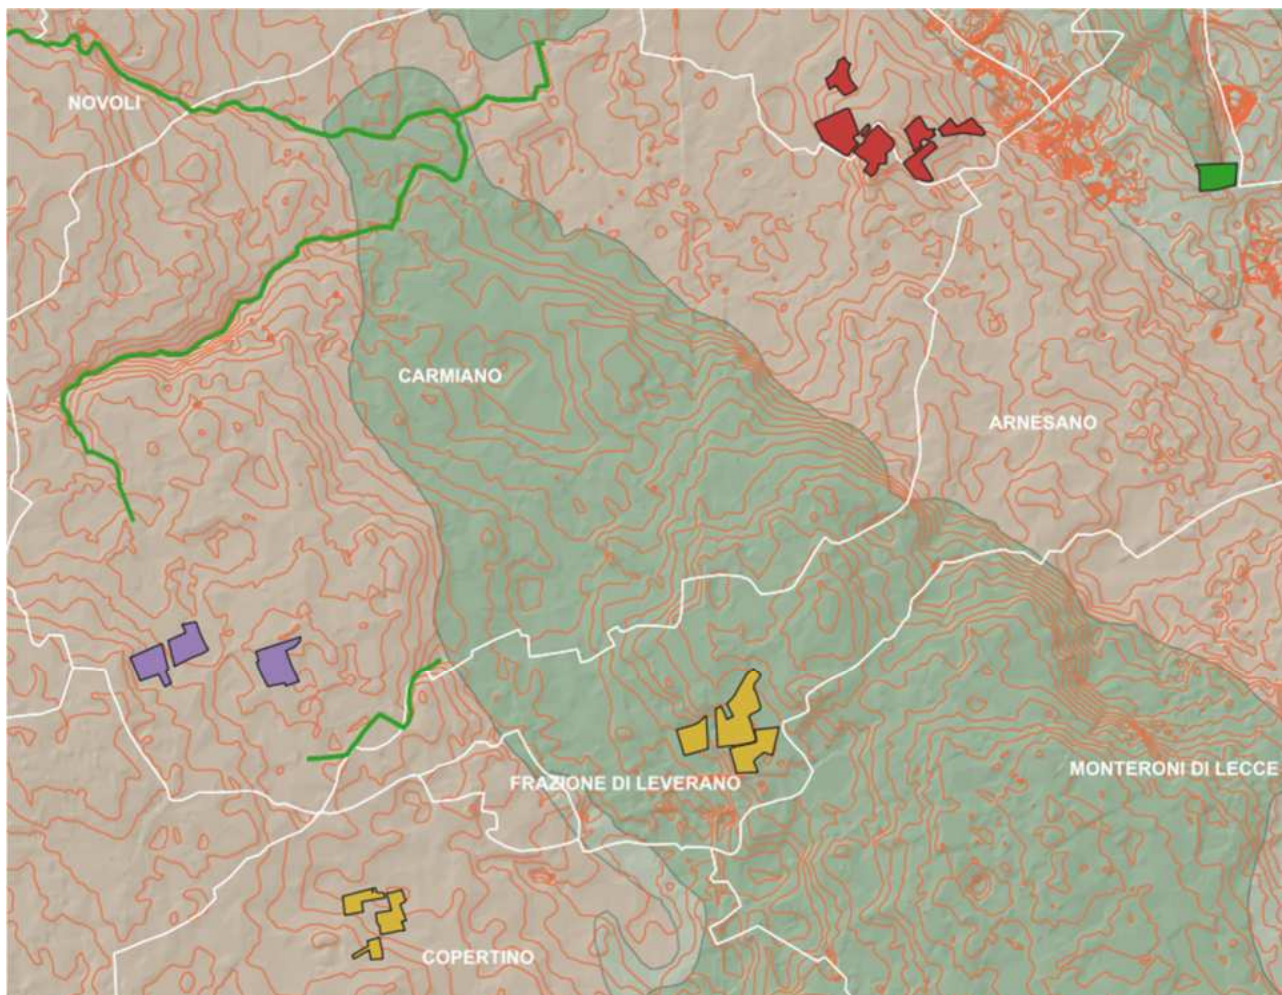 NOVOLI
CARMIANO
ARNESANO
MONTERONI DI LECCE
FRAZIONE DI LEVERANO
COPERTINO